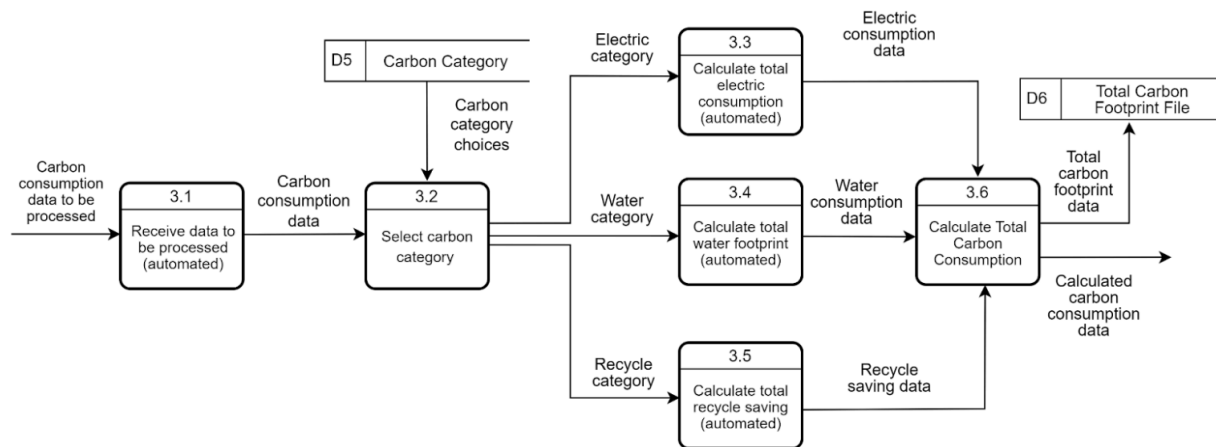 D5
Carbon Category
Carbon
category
choices
Carbon
consumption
data to be
processed
3.1
Receive data to
be processed
(automated)
Carbon
consumption
data
3.2
Select carbon
category
Electric
category
3.3
Calculate total
electric
consumption
(automated)
Electric
consumption
data
Water
category
3.4
Calculate total
water footprint
(automated)
Water
consumption
data
Recycle
category
3.5
Calculate total
recycle saving
(automated)
Recycle
saving data
3.6
Calculate Total
Carbon
Consumption
D6
Total Carbon
Footprint File
Total
carbon
footprint
data
Calculated
carbon
consumption
data